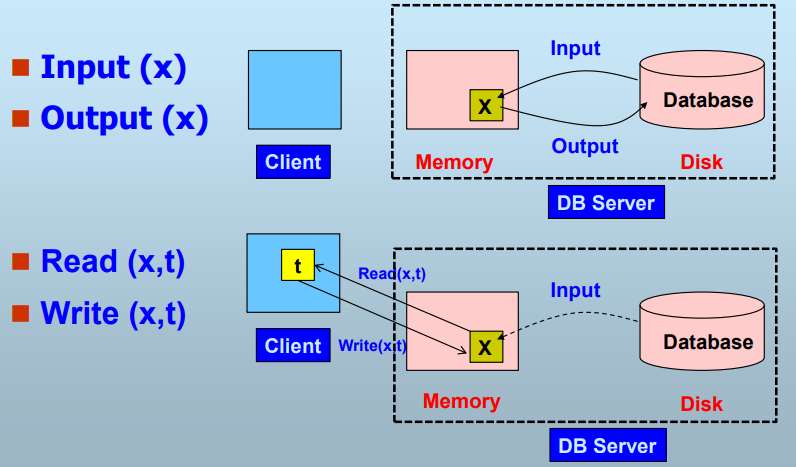 Input (x)
Output (x)
Client
Input
X
Database
Output
Memory
Disk
DB Server
Read (x,t)
Write (x,t)
t
Client
Read(x,t)
Write(x,t)
Input
X
Database
Memory
Disk
DB Server